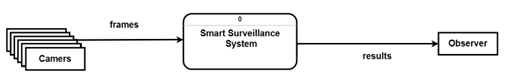 frames
0
Smart Surveillance
System
Camers
results
Observer